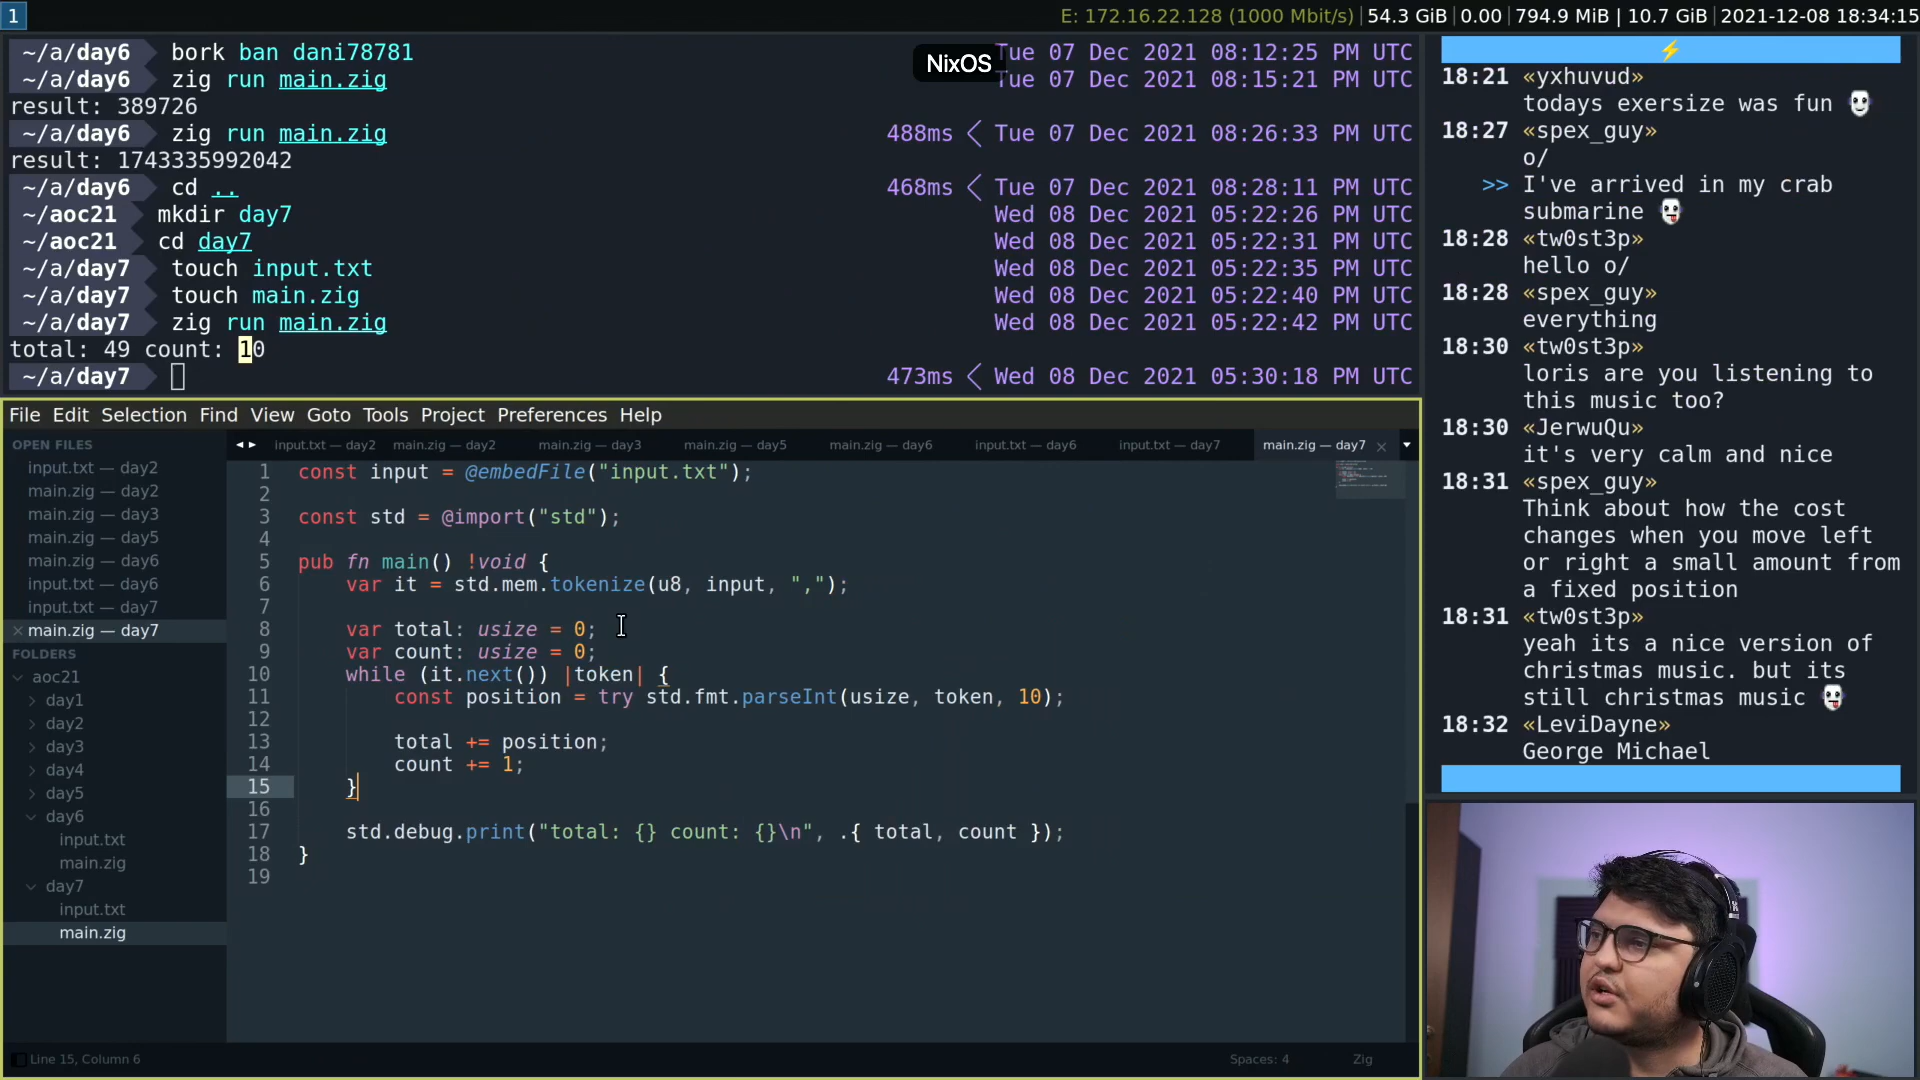 1
E: 172.16.22.128 (1000 Mbit/s) 54.3 GiB 0.00 794.9 MiB | 10.7 GiB 2021-12-08 18:34:15
~/a/day6 bork ban dani78781 Tue 07 Dec 2021 08:12:25 PM UTC
NixOS
~/a/day6 zig run main.zig Tue 07 Dec 2021 08:15:21 PM UTC
result: 389726
~/a/day6 zig run main.zig 488ms < Tue 07 Dec 2021 08:26:33 PM UTC
result: 1743335992042
~/a/day6 cd .. 468ms < Tue 07 Dec 2021 08:28:11 PM UTC
~/aoc21 mkdir day7 Wed 08 Dec 2021 05:22:26 PM UTC
~/aoc21 cd day7 Wed 08 Dec 2021 05:22:31 PM UTC
~/a/day7 touch input.txt Wed 08 Dec 2021 05:22:35 PM UTC
~/a/day7 touch main.zig Wed 08 Dec 2021 05:22:40 PM UTC
~/a/day7 zig run main.zig Wed 08 Dec 2021 05:22:42 PM UTC
total: 49 count: 10
~/a/day7 473ms < Wed 08 Dec 2021 05:30:18 PM UTC
File Edit Selection Find View Goto Tools Project Preferences Help
OPEN FILES
input.txt — day2
main.zig — day2
main.zig — day3
main.zig — day5
main.zig — day6
input.txt — day6
input.txt — day7
main.zig — day7
FOLDERS
aoc21
day1
day2
day3
day4
day5
day6
input.txt
main.zig
day7
input.txt
main.zig
input.txt — day2 main.zig — day2 main.zig — day3 main.zig — day5 main.zig — day6 input.txt — day6 input.txt — day7 main.zig — day7
1 const input = @embedFile("input.txt");
2
3 const std = @import("std");
4
5 pub fn main() !void {
6 var it = std.mem.tokenize(u8, input, ",");
7
8 var total: usize = 0;
9 var count: usize = 0;
10 while (it.next()) |token| {
11 const position = try std.fmt.parseInt(usize, token, 10);
12
13 total += position;
14 count += 1;
15 }
16
17 std.debug.print("total: {} count: {}\n", .{ total, count });
18 }
19
Line 15, Column 6 Spaces: 4 Zig
18:21 «yxhuvud»
todays exersize was fun
18:27 «spex_guy»
o/
>> I've arrived in my crab
submarine
18:28 «tw0st3p»
hello o/
18:28 «spex_guy»
everything
18:30 «tw0st3p»
loris are you listening to
this music too?
18:30 «JerwuQu»
it's very calm and nice
18:31 «spex_guy»
Think about how the cost
changes when you move left
or right a small amount from
a fixed position
18:31 «tw0st3p»
yeah its a nice version of
christmas music. but its
still christmas music
18:32 «LeviDayne»
George Michael